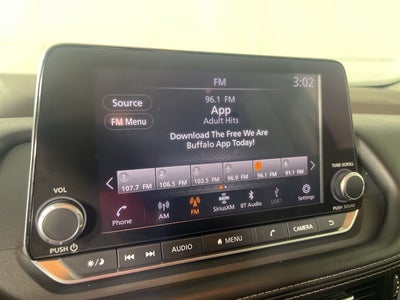 FM 3:02
Source 96.1 FM
App
FM Menu Adult Hits
Download The Free We Are
Buffalo App Today!
107.7 FM 106.5 FM 102.5 FM 96.9 FM 96.1 FM 91.1 FM
VOL TUNE·SCROLL
Phone AM FM SiriusXM BT Audio USB1 Settings
PUSH PUSH SOUND
AUDIO MENU CAMERA